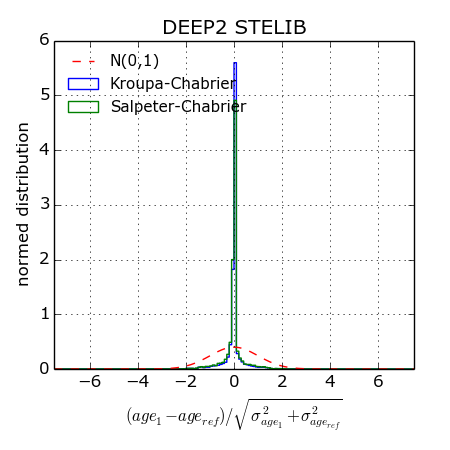 DEEP2 STELIB
6
5
4
3
2
1
0
normed distribution
N(0,1)
Kroupa-Chabrier
Salpeter-Chabrier
−6 −4 −2 0 2 4 6
(age₁−age_ref)/√(σ²_age₁+σ²_age_ref)